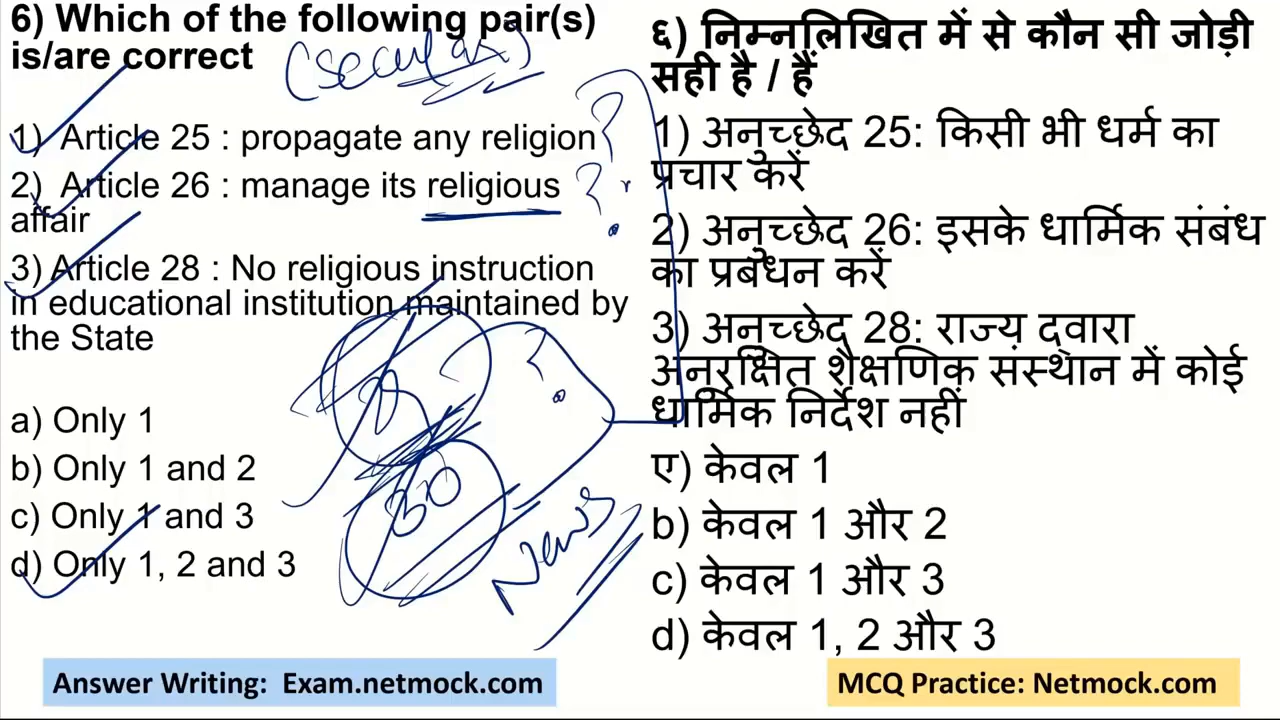 6) Which of the following pair(s)
is/are correct
(secular)
1) Article 25 : propagate any religion
?
2) Article 26 : manage its religious
?
affair
3) Article 28 : No religious instruction
in educational institution maintained by
the State
?
a) Only 1
b) Only 1 and 2
30
c) Only 1 and 3
News
d) Only 1, 2 and 3
६) निम्नलिखित में से कौन सी जोड़ी
सही है / हैं
1) अनुच्छेद 25: किसी भी धर्म का
प्रचार करें
2) अनुच्छेद 26: इसके धार्मिक संबंध
का प्रबंधन करें
3) अनुच्छेद 28: राज्य द्वारा
अनुरक्षित शैक्षणिक संस्थान में कोई
धार्मिक निर्देश नहीं
ए) केवल 1
b) केवल 1 और 2
c) केवल 1 और 3
d) केवल 1, 2 और 3
Answer Writing: Exam.netmock.com
MCQ Practice: Netmock.com